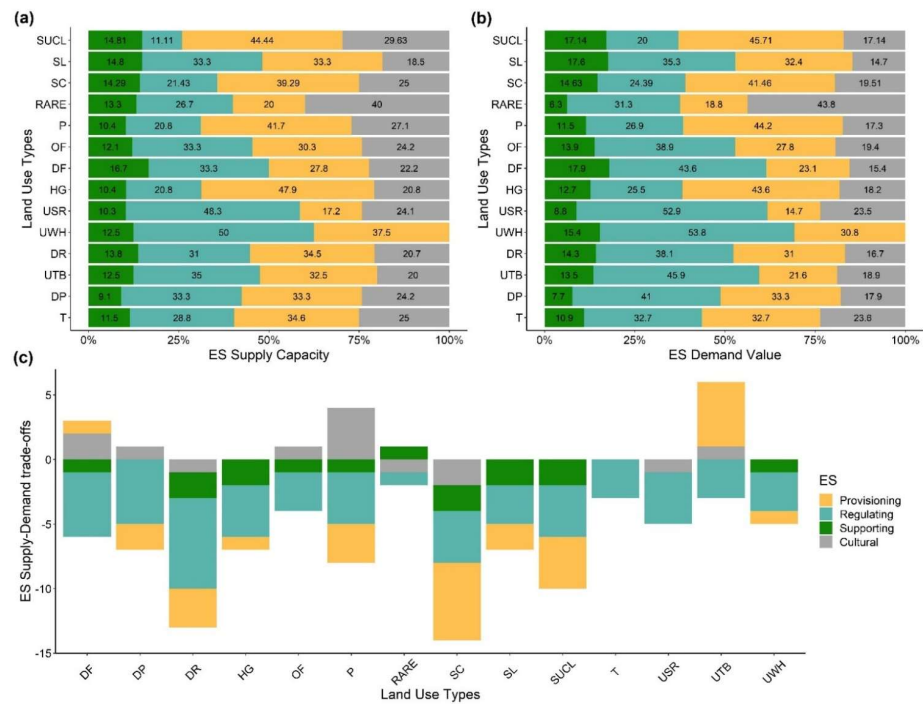 (a)
SUCL 14.81 11.11 44.44 29.63
SL 14.8 33.3 33.3 18.5
SC 14.29 21.43 39.29 25
RARE 13.3 26.7 20 40
P 10.4 20.8 41.7 27.1
OF 12.1 33.3 30.3 24.2
DF 16.7 33.3 27.8 22.2
HG 10.4 20.8 47.9 20.8
USR 10.3 48.3 17.2 24.1
UWH 12.5 50 37.5
DR 13.8 31 34.5 20.7
UTB 12.5 35 32.5 20
DP 9.1 33.3 33.3 24.2
T 11.5 28.8 34.6 25
0% 25% 50% 75% 100%
ES Supply Capacity
Land Use Types
(b)
SUCL 17.14 20 45.71 17.14
SL 17.6 35.3 32.4 14.7
SC 14.63 24.39 41.46 19.51
RARE 6.3 31.3 18.8 43.8
P 11.5 26.9 44.2 17.3
OF 13.9 38.9 27.8 19.4
DF 17.9 43.6 23.1 15.4
HG 12.7 25.5 43.6 18.2
USR 8.8 52.9 14.7 23.5
UWH 15.4 53.8 30.8
DR 14.3 38.1 31 16.7
UTB 13.5 45.9 21.6 18.9
DP 7.7 41 33.3 17.9
T 10.9 32.7 32.7 23.6
0% 25% 50% 75% 100%
ES Demand Value
Land Use Types
(c)
5
0
-5
-10
-15
ES Supply-Demand trade-offs
DF DP DR HG OF P RARE SC SL SUCL T USR UTB UWH
Land Use Types
ES
Provisioning
Regulating
Supporting
Cultural